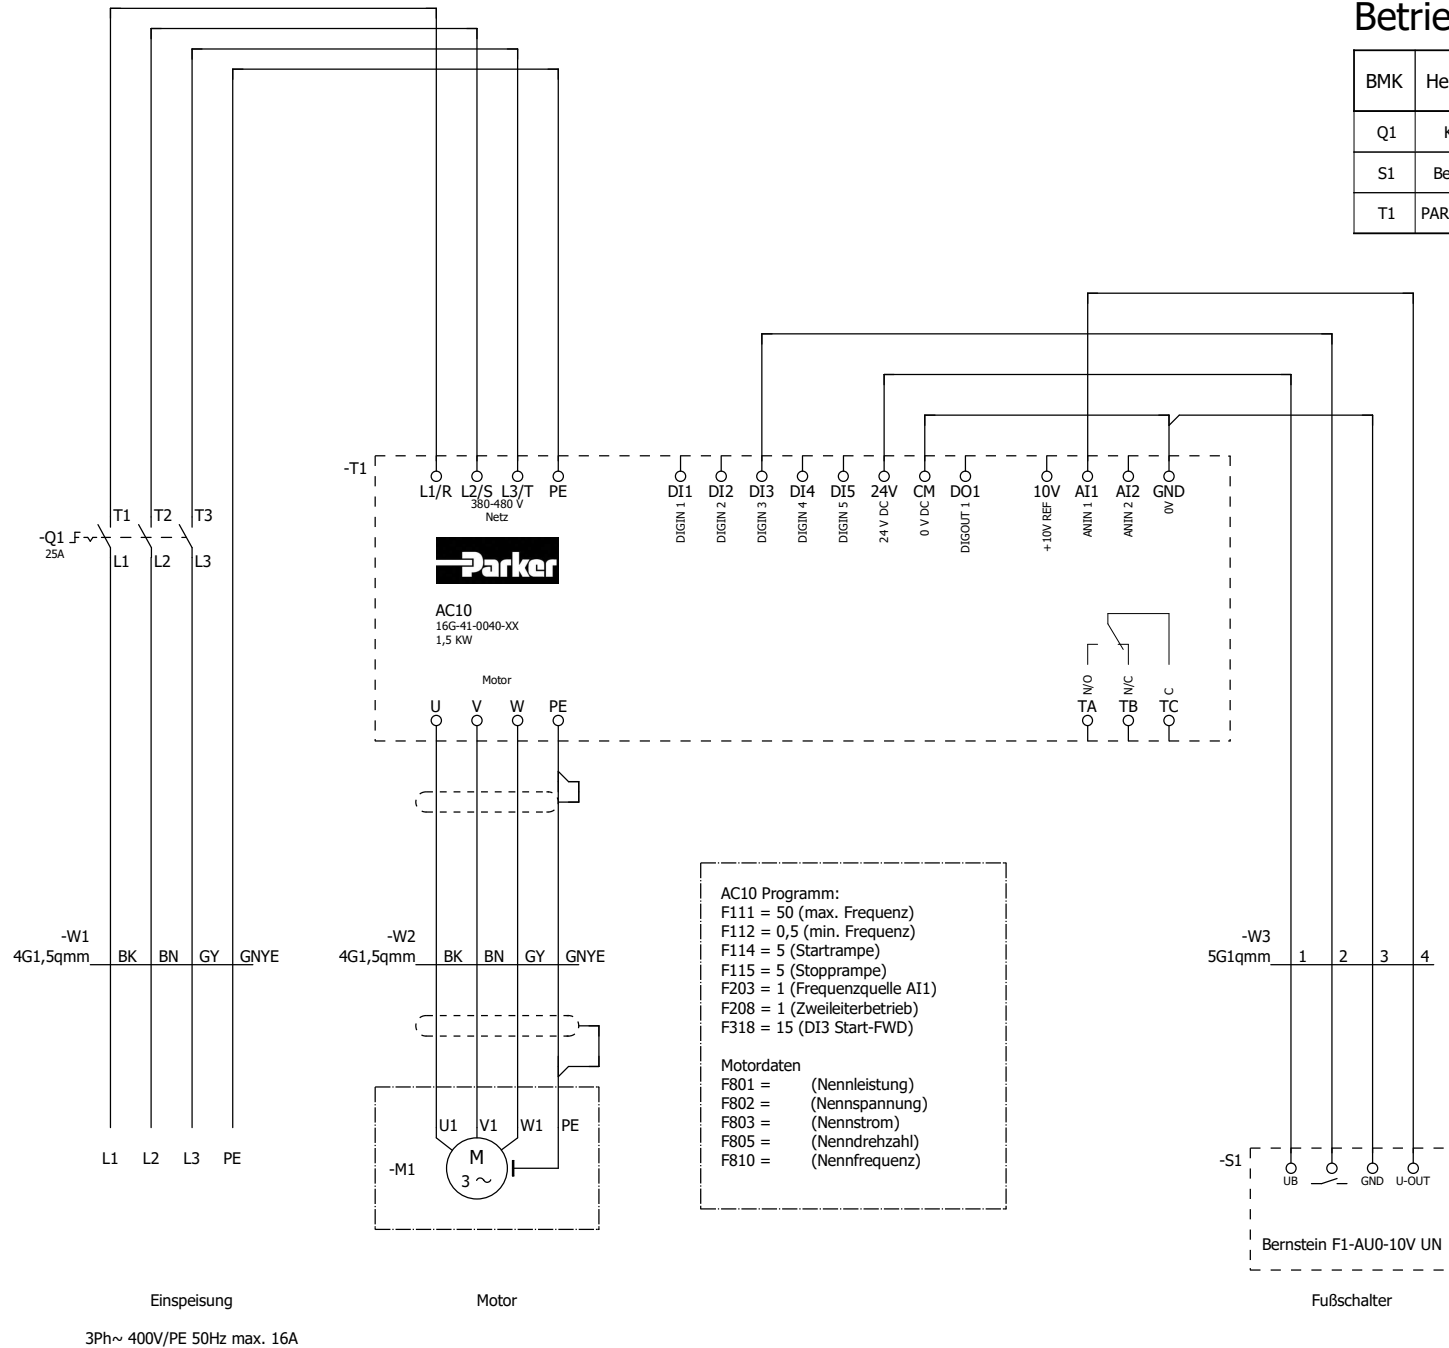 Betrie
BMK He
Q1 K
S1 Be
T1 PAR
-T1
L1/R L2/S L3/T PE
380-480 V
Netz
DI1 DI2 DI3 DI4 DI5 24V CM DO1 10V AI1 AI2 GND
DIGIN 1
DIGIN 2
DIGIN 3
DIGIN 4
DIGIN 5
24 V DC
0 V DC
DIGOUT 1
+10V REF
ANIN 1
ANIN 2
0V
T1 T2 T3
-Q1
25A
L1 L2 L3
Parker
AC10
16G-41-0040-XX
1,5 KW
Motor
U V W PE
N/O
N/C
C
TA TB TC
AC10 Programm:
F111 = 50 (max. Frequenz)
F112 = 0,5 (min. Frequenz)
F114 = 5 (Startrampe)
F115 = 5 (Stopprampe)
F203 = 1 (Frequenzquelle AI1)
F208 = 1 (Zweileiterbetrieb)
F318 = 15 (DI3 Start-FWD)
Motordaten
F801 = (Nennleistung)
F802 = (Nennspannung)
F803 = (Nennstrom)
F805 = (Nenndrehzahl)
F810 = (Nennfrequenz)
-W1
4G1,5qmm BK BN GY GNYE
-W2
4G1,5qmm BK BN GY GNYE
-W3
5G1qmm 1 2 3 4
L1 L2 L3 PE
U1 V1 W1 PE
-M1
M
3 ~
-S1
UB GND U-OUT
Bernstein F1-AU0-10V UN
Einspeisung
Motor
Fußschalter
3Ph~ 400V/PE 50Hz max. 16A